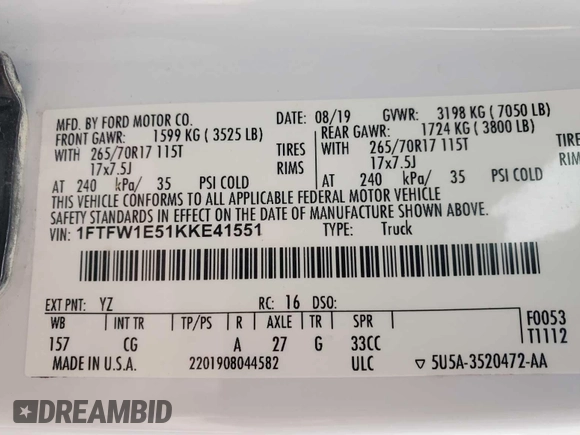 MFD. BY FORD MOTOR CO. DATE: 08/19 GVWR: 3198 KG ( 7050 LB)
FRONT GAWR: 1599 KG ( 3525 LB) REAR GAWR: 1724 KG ( 3800 LB)
WITH 265/70R17 115T TIRES WITH 265/70R17 115T TIRES
17x7.5J RIMS 17x7.5J RIMS
AT 240 kPa/ 35 PSI COLD AT 240 kPa/ 35 PSI COLD
THIS VEHICLE CONFORMS TO ALL APPLICABLE FEDERAL MOTOR VEHICLE
SAFETY STANDARDS IN EFFECT ON THE DATE OF MANUFACTURE SHOWN ABOVE.
VIN: 1FTFW1E51KKE41551 TYPE: Truck
EXT PNT: YZ RC: 16 DSO: F0053
WB INT TR TP/PS R AXLE TR SPR T1112
157 CG A 27 G 33CC
MADE IN U.S.A. 2201908044582 ULC ▽ 5U5A-3520472-AA
DREAMBID